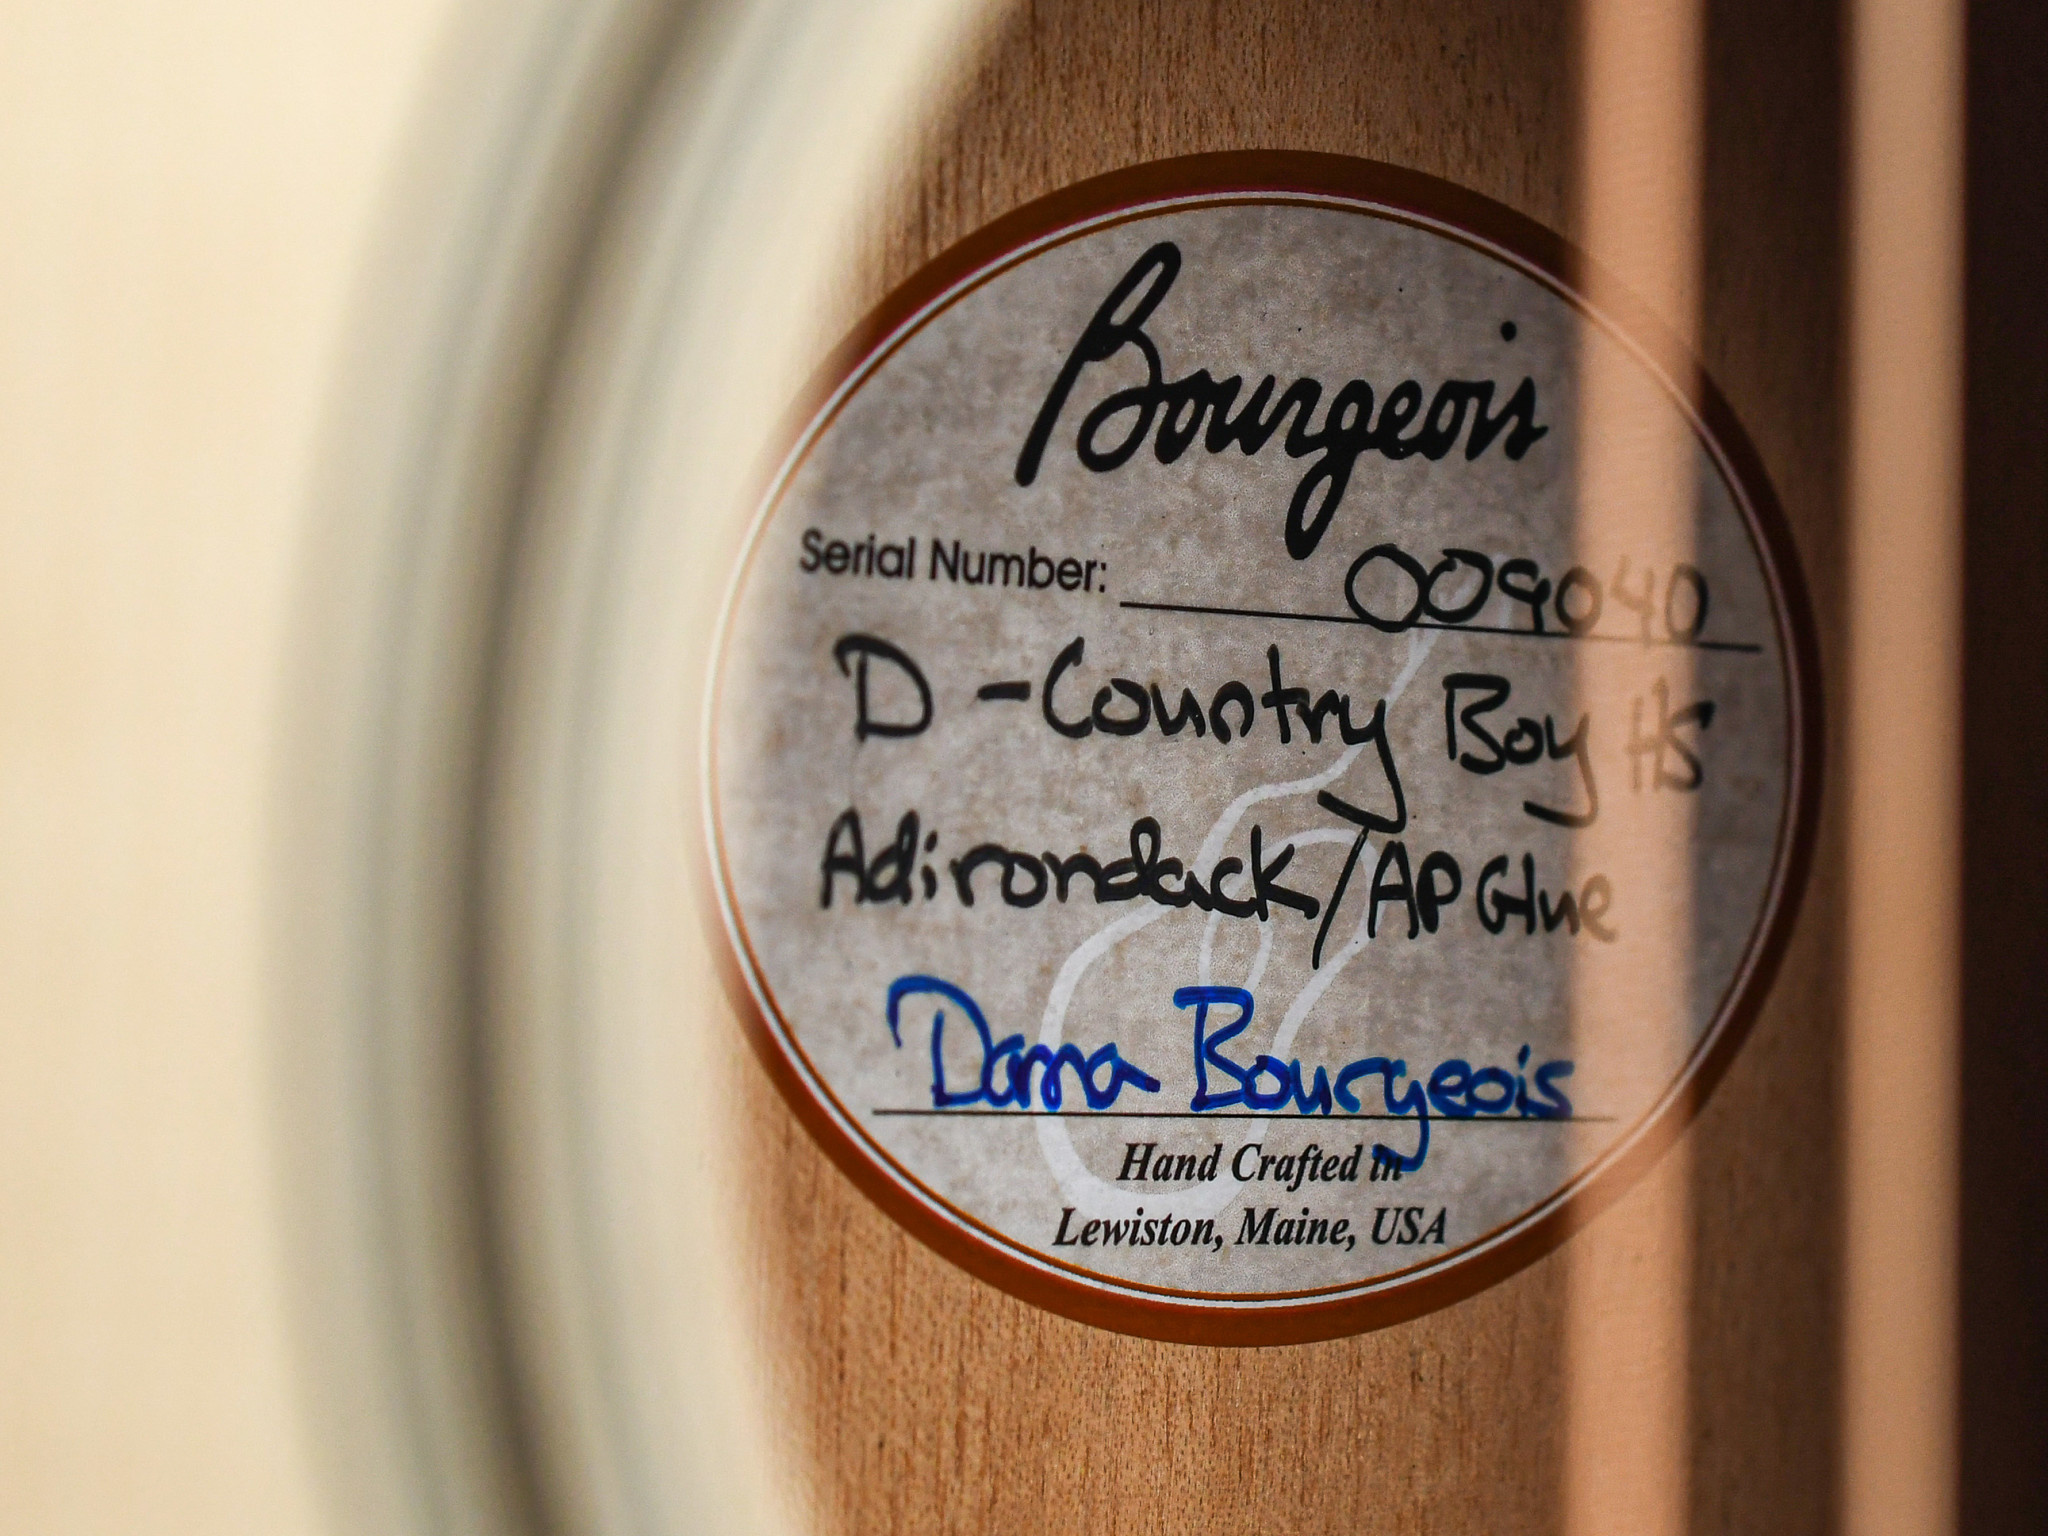 Bourgeois
Serial Number: 009040
D-Country Boy HS
Adirondack/AP Glue
Dana Bourgeois
Hand Crafted in
Lewiston, Maine, USA